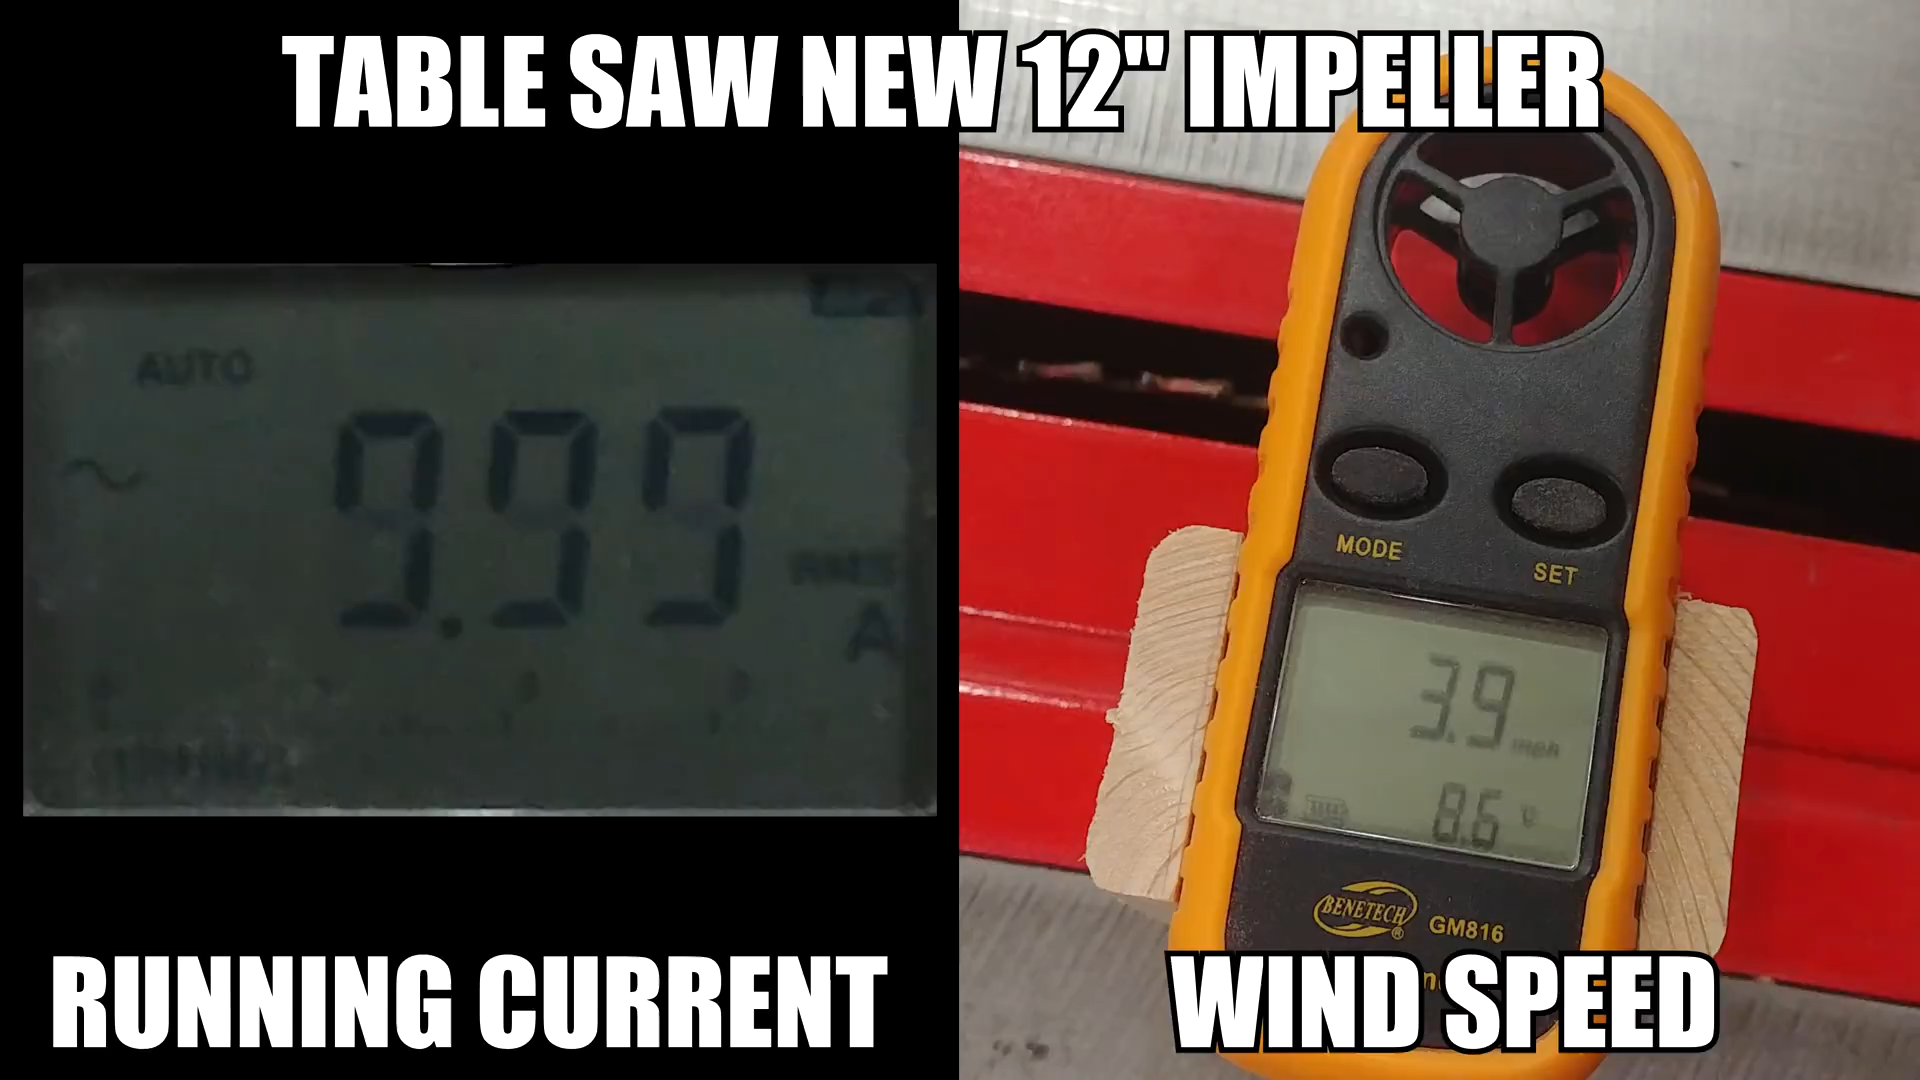 TABLE SAW NEW 12" IMPELLER
AUTO
9.99
RMS
A
MODE
SET
3.9 mph
8.6
BENETECH®
GM816
RUNNING CURRENT
WIND SPEED